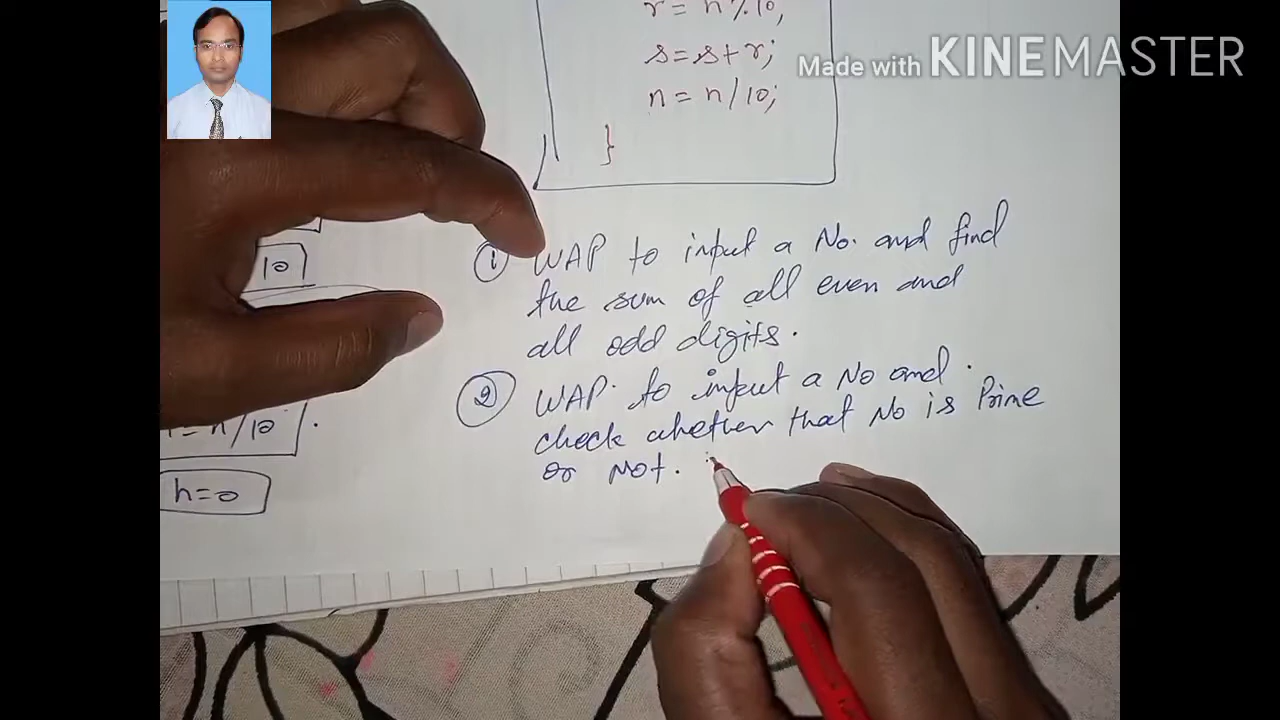 r = n % 10;
Made with KINEMASTER
s = s + r;
n = n / 10;
}
① WAP to input a No. and find
the sum of all even and
all odd digits.
10
② WAP to input a No and
check whether that No is Prime
or Not.
= n/10
n=0